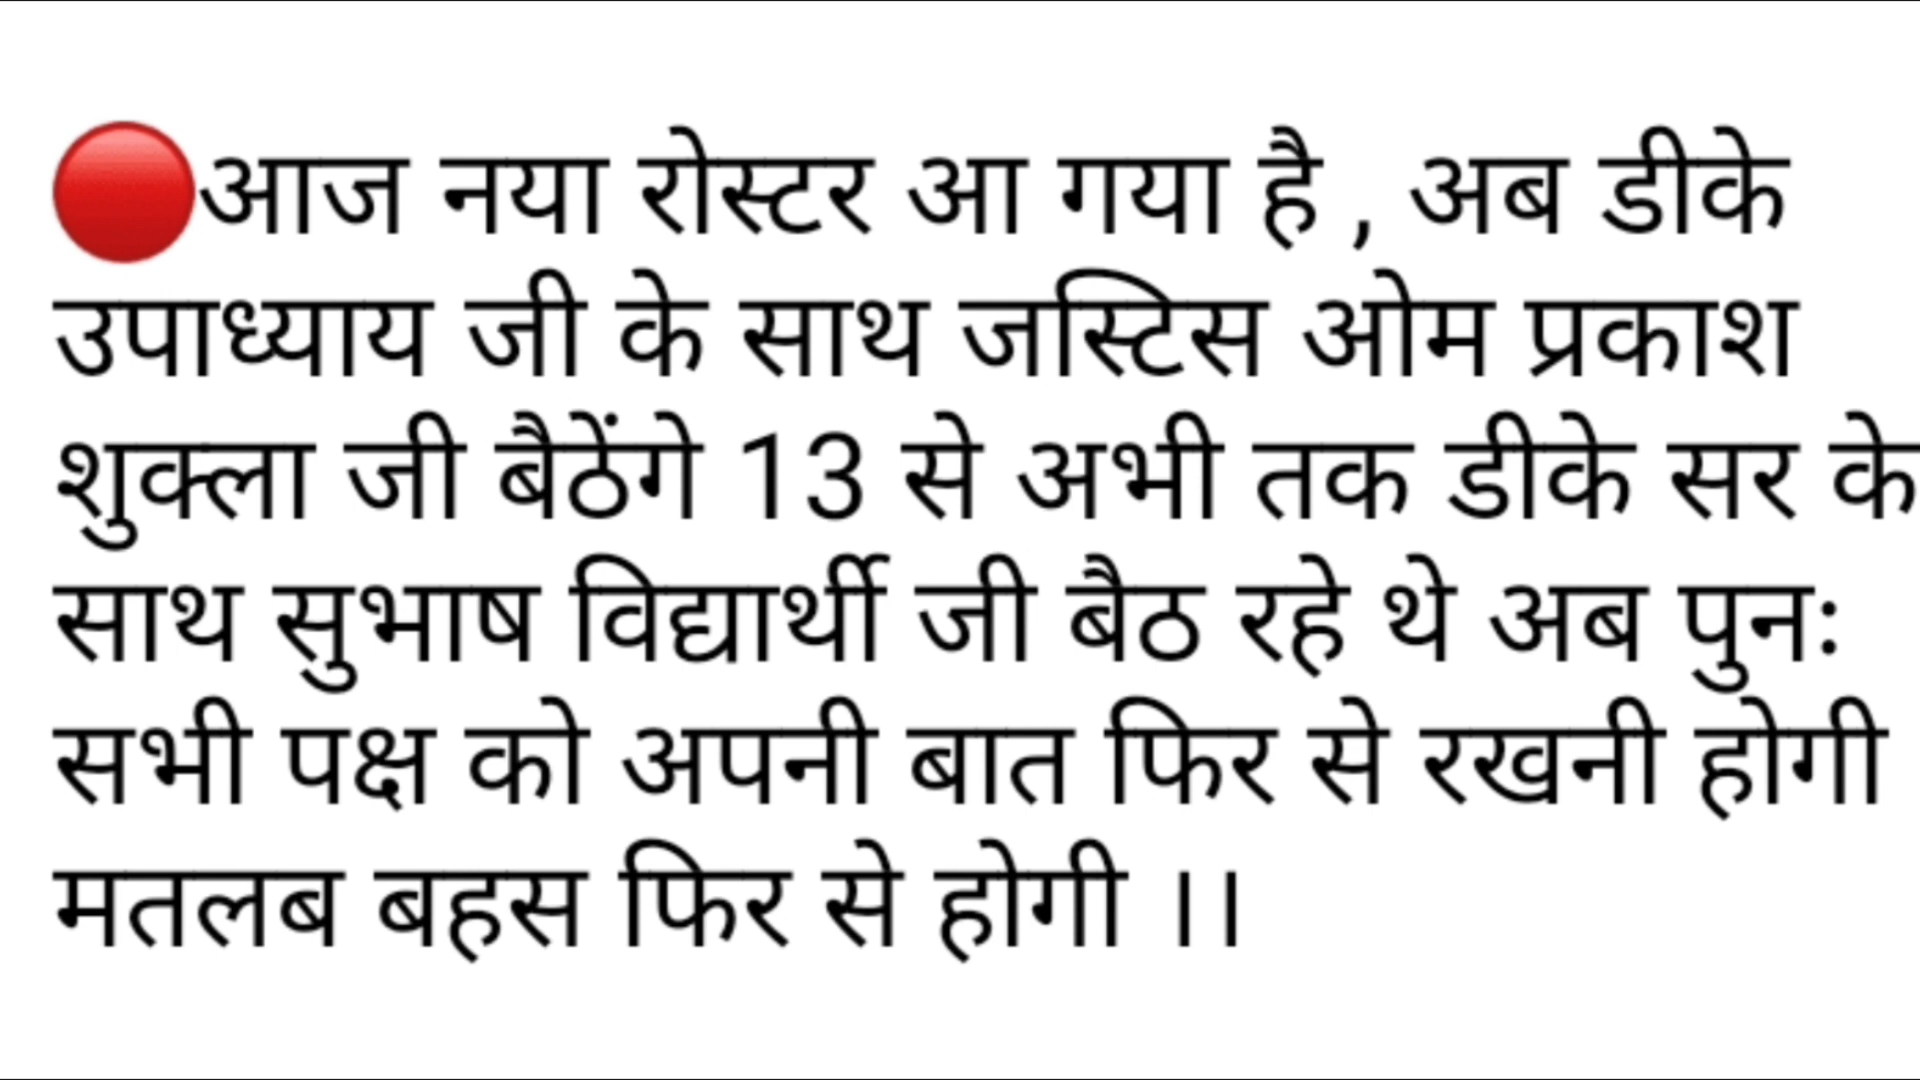 🔴आज नया रोस्टर आ गया है , अब डीके
उपाध्याय जी के साथ जस्टिस ओम प्रकाश
शुक्ला जी बैठेंगे 13 से अभी तक डीके सर के
साथ सुभाष विद्यार्थी जी बैठ रहे थे अब पुनः
सभी पक्ष को अपनी बात फिर से रखनी होगी
मतलब बहस फिर से होगी ।।